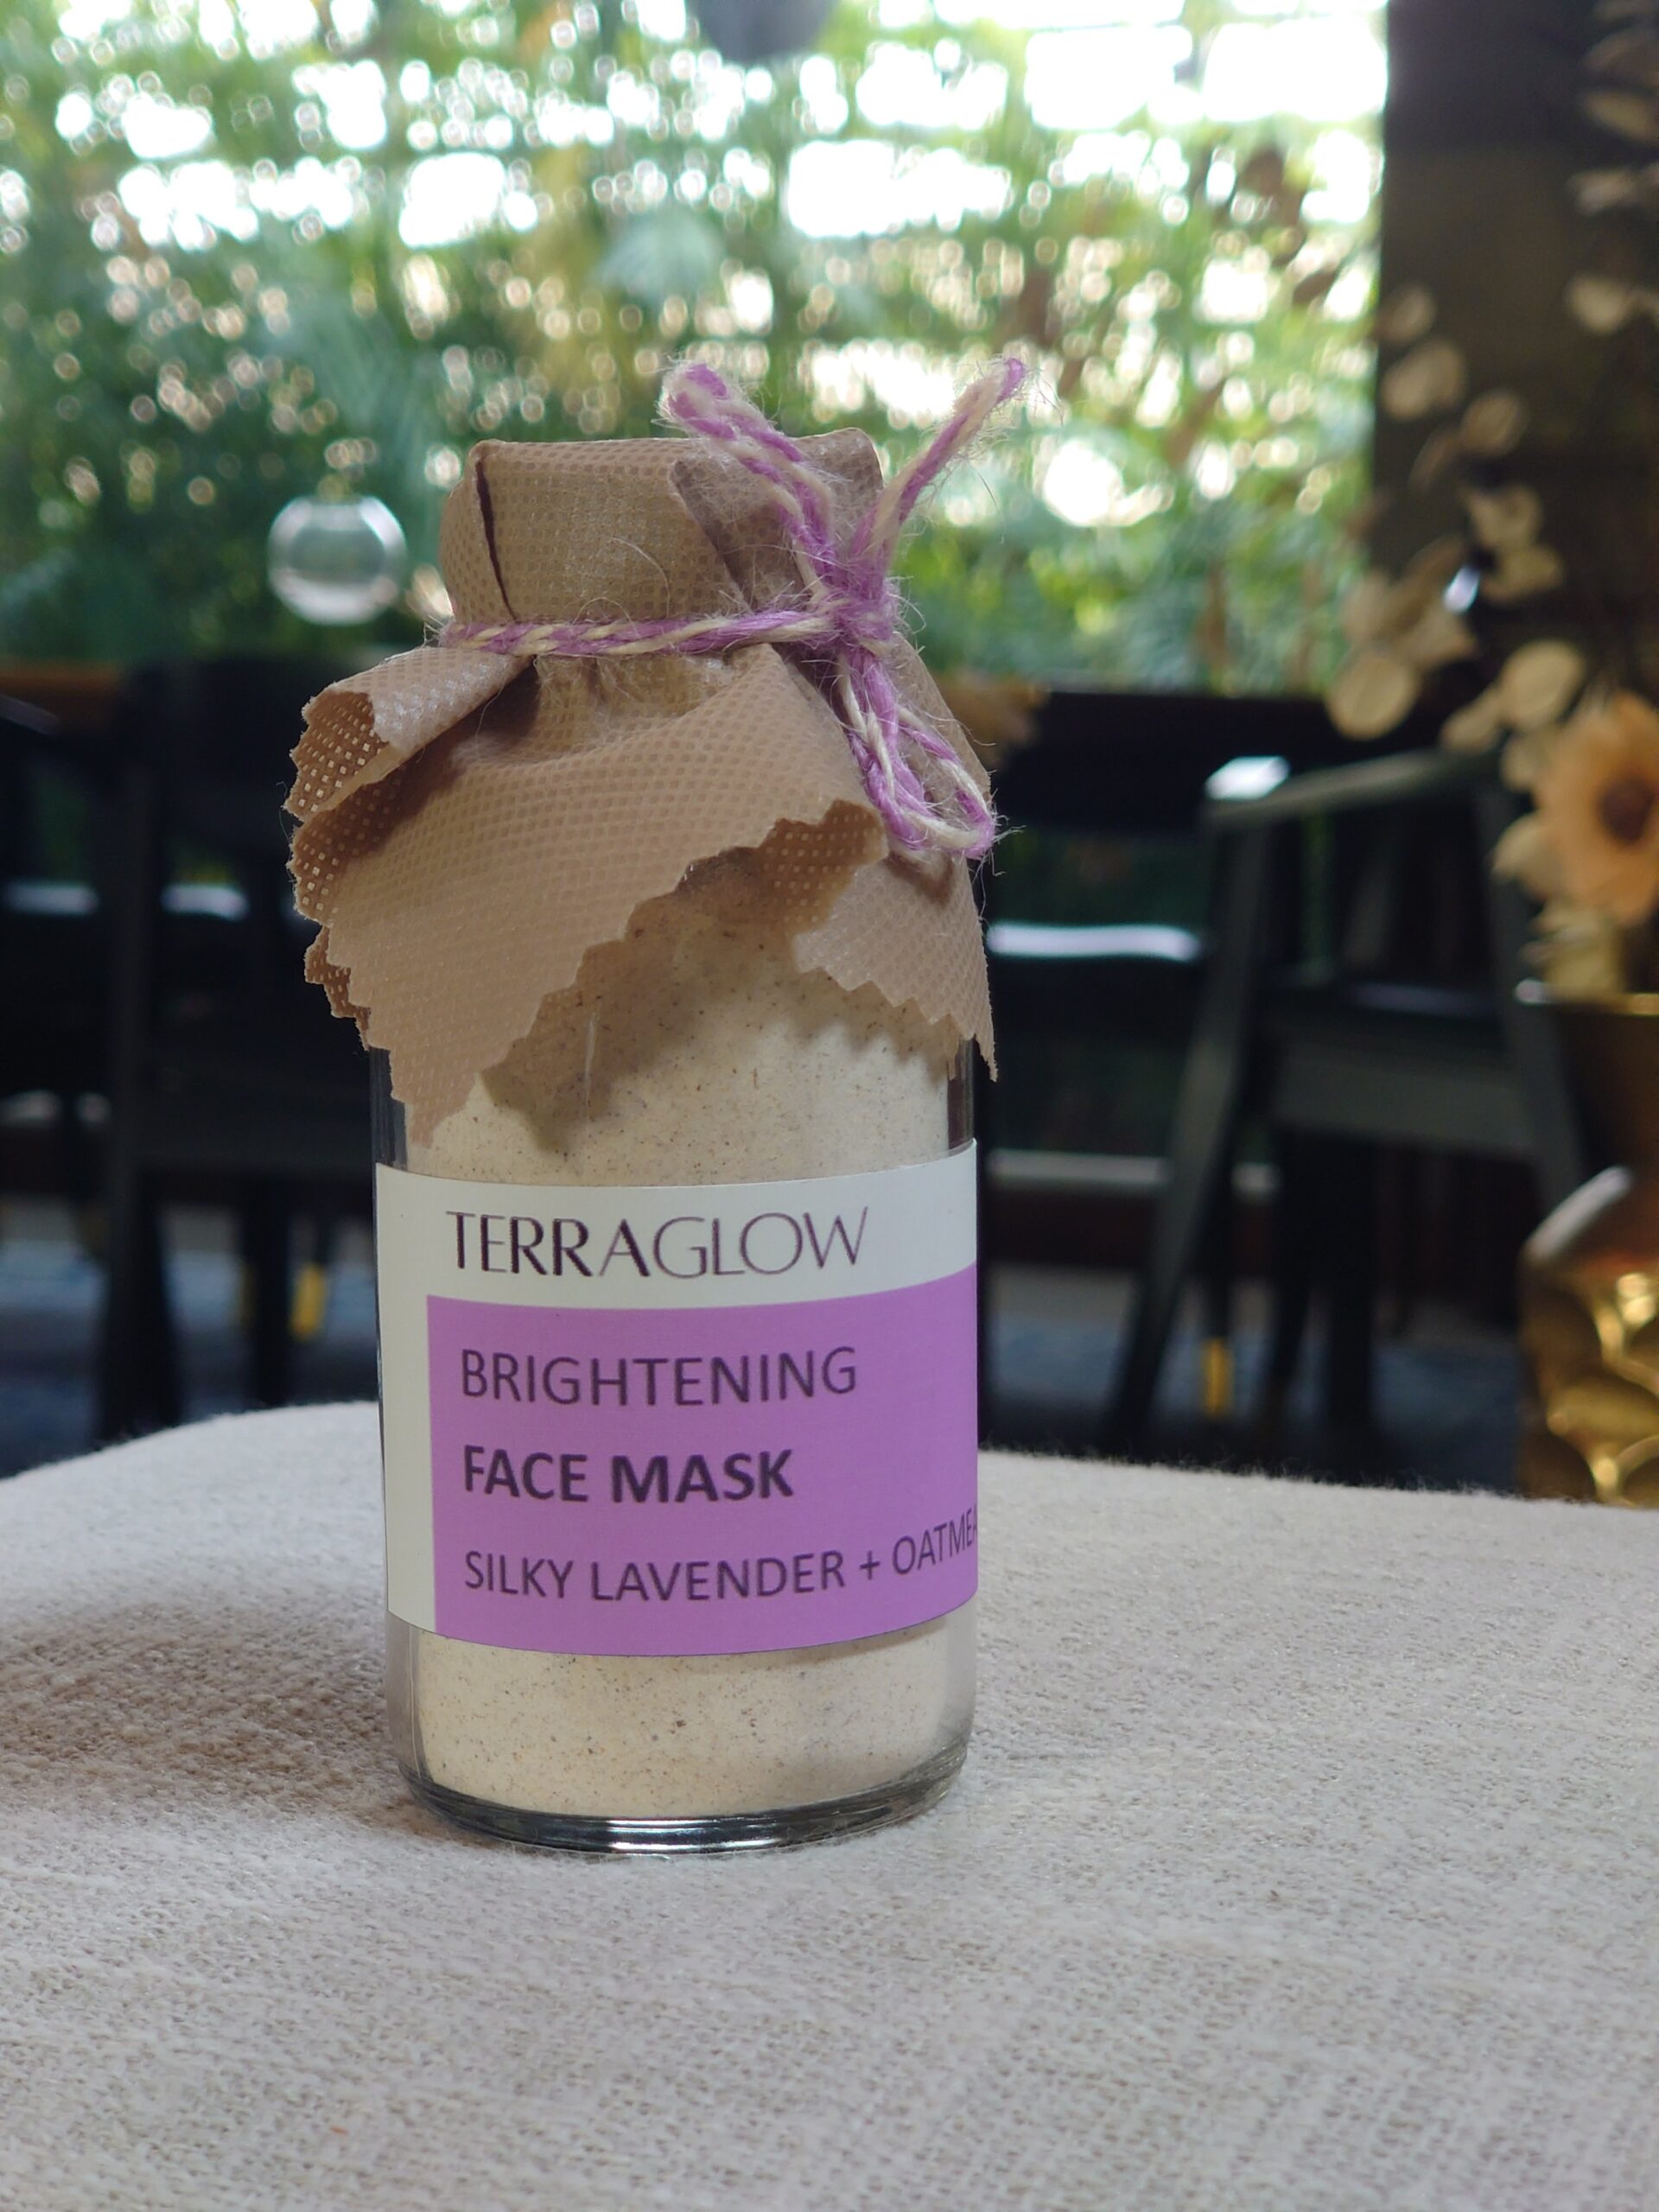 TERRAGLOW
BRIGHTENING
FACE MASK
SILKY LAVENDER + OATMEA